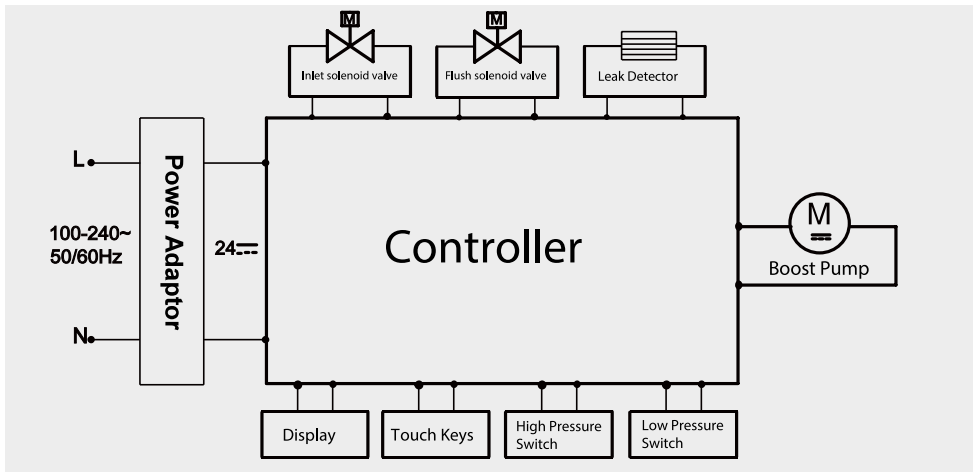 M
M
Inlet solenoid valve
Flush solenoid valve
Leak Detector
L
Power Adaptor
100-240~
50/60Hz
24
N
Controller
M
Boost Pump
Display
Touch Keys
High Pressure
Switch
Low Pressure
Switch